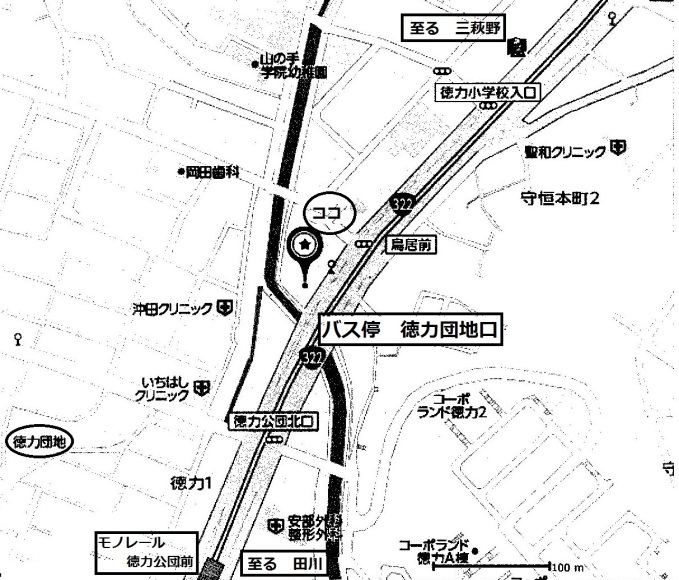 至る　三萩野
山の手
学院幼稚園
徳力小学校入口
聖和クリニック
岡田歯科
守恒本町2
322
ココ
鳥居前
沖田クリニック
バス停　徳力団地口
322
いちはし
クリニック
コーポ
ランド徳力2
徳力公団北口
徳力団地
守
徳力1
安部外科
整形外科
モノレール
徳力公団前
至る　田川
コーポランド
徳力A棟
100 m